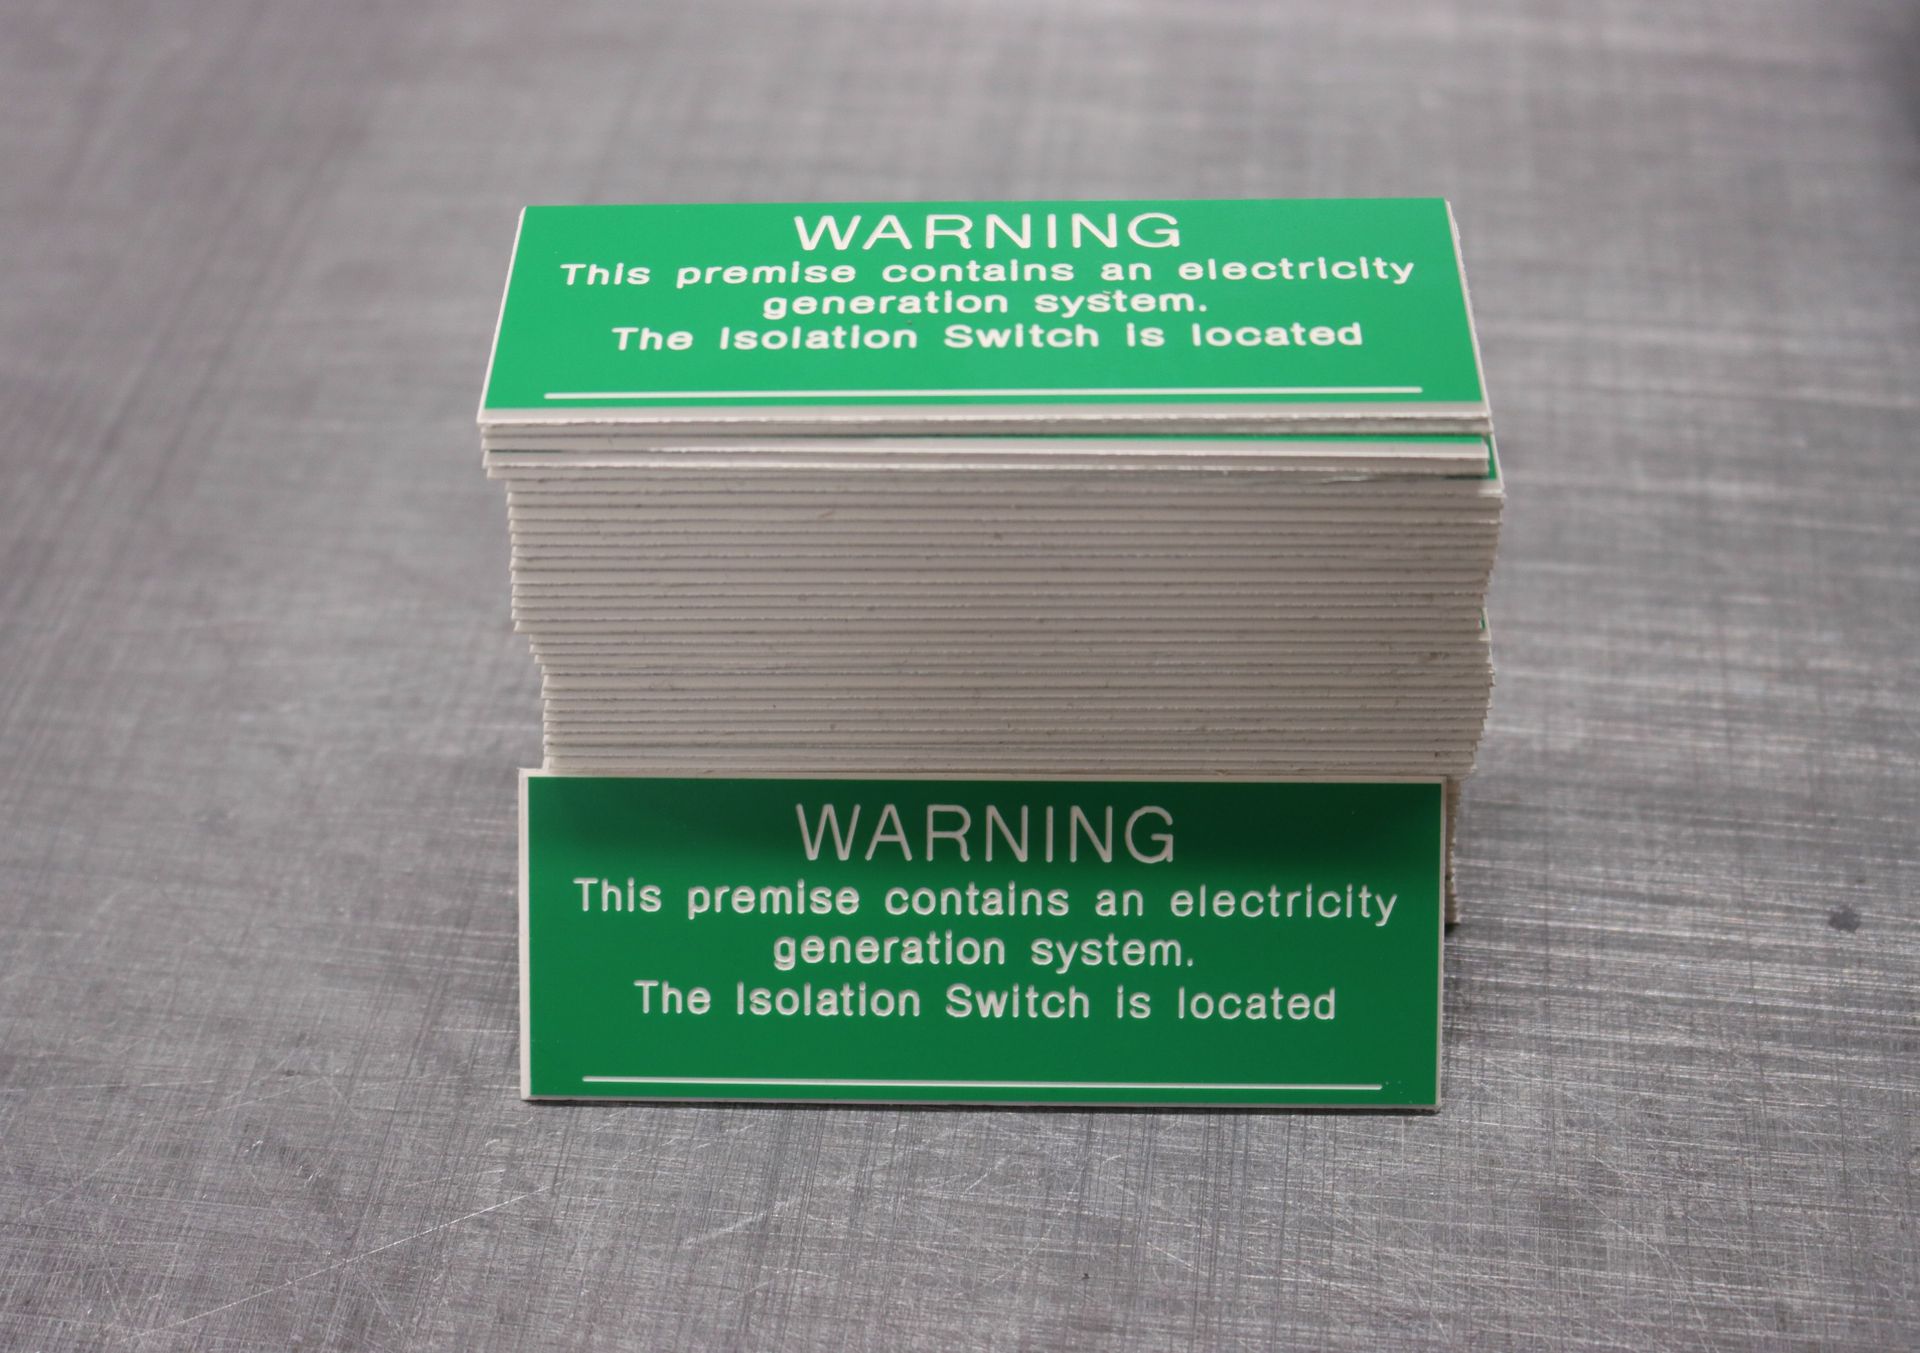 WARNING
This premise contains an electricity
generation system.
The Isolation Switch is located
WARNING
This premise contains an electricity
generation system.
The Isolation Switch is located